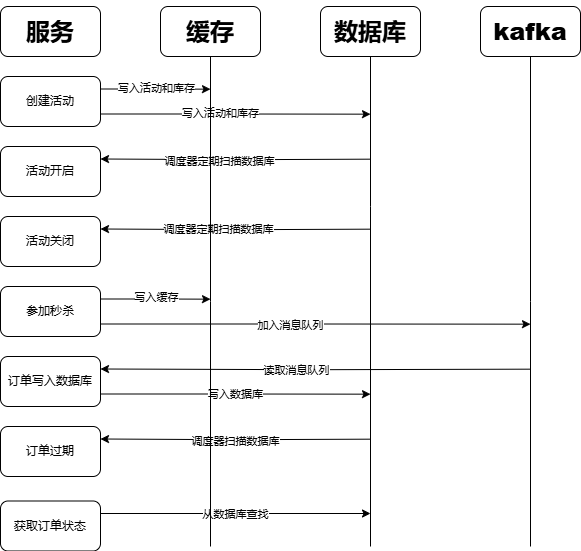 服务
缓存
数据库
kafka
创建活动
写入活动和库存
写入活动和库存
活动开启
调度器定期扫描数据库
活动关闭
调度器定期扫描数据库
参加秒杀
写入缓存
加入消息队列
订单写入数据库
读取消息队列
写入数据库
订单过期
调度器扫描数据库
获取订单状态
从数据库查找